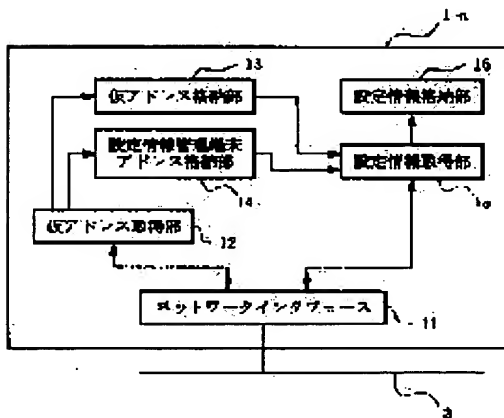 1-n
13
仮アドレス格納部
16
設定情報格納部
設定情報管理端末
アドレス格納部
14
設定情報取得部
仮アドレス取得部
12
ネットワークインタフェース
11